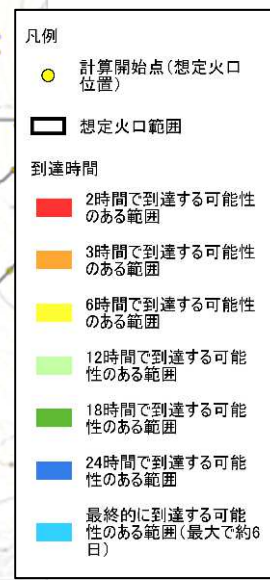 凡例
計算開始点(想定火口
位置)
想定火口範囲
到達時間
2時間で到達する可能性
のある範囲
3時間で到達する可能性
のある範囲
6時間で到達する可能性
のある範囲
12時間で到達する可能
性のある範囲
18時間で到達する可能
性のある範囲
24時間で到達する可能
性のある範囲
最終的に到達する可能
性のある範囲(最大で約6
日)